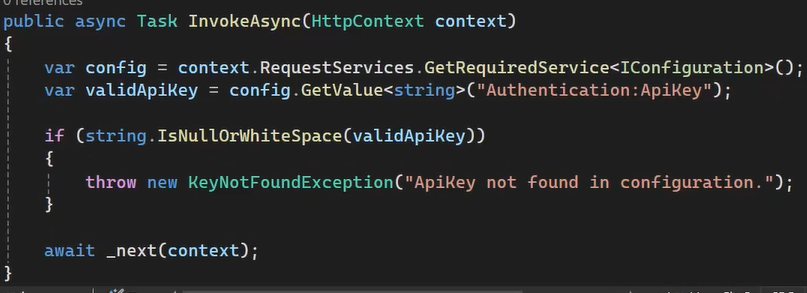 0 references
public async Task InvokeAsync(HttpContext context)
{
    var config = context.RequestServices.GetRequiredService<IConfiguration>();
    var validApiKey = config.GetValue<string>("Authentication:ApiKey");

    if (string.IsNullOrWhiteSpace(validApiKey))
    {
        throw new KeyNotFoundException("ApiKey not found in configuration.");
    }

    await _next(context);
}